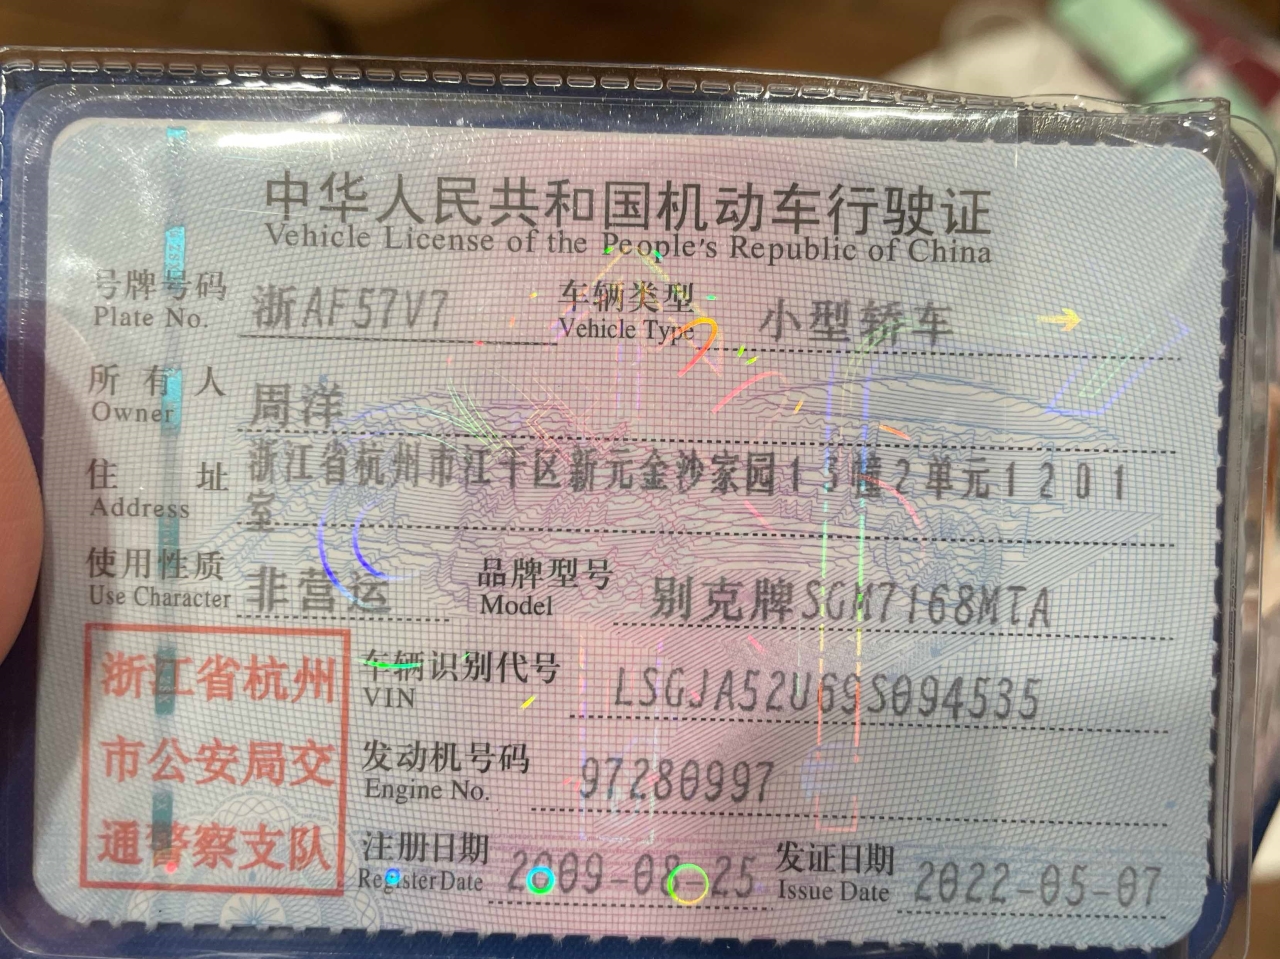 中华人民共和国机动车行驶证
Vehicle License of the People's Republic of China
号牌号码 浙AF57V7 车辆类型 小型轿车
Plate No. Vehicle Type
所有人 周洋
Owner
住址 浙江省杭州市江干区新元金沙家园13幢2单元1201
Address 室
使用性质 非营运 品牌型号 别克牌SGM7168MTA
Use Character Model
浙江省杭州
市公安局交
通警察支队
车辆识别代号 LSGJA52U69S094535
VIN
发动机号码 97280997
Engine No.
注册日期 2009-08-25 发证日期 2022-05-07
Register Date Issue Date